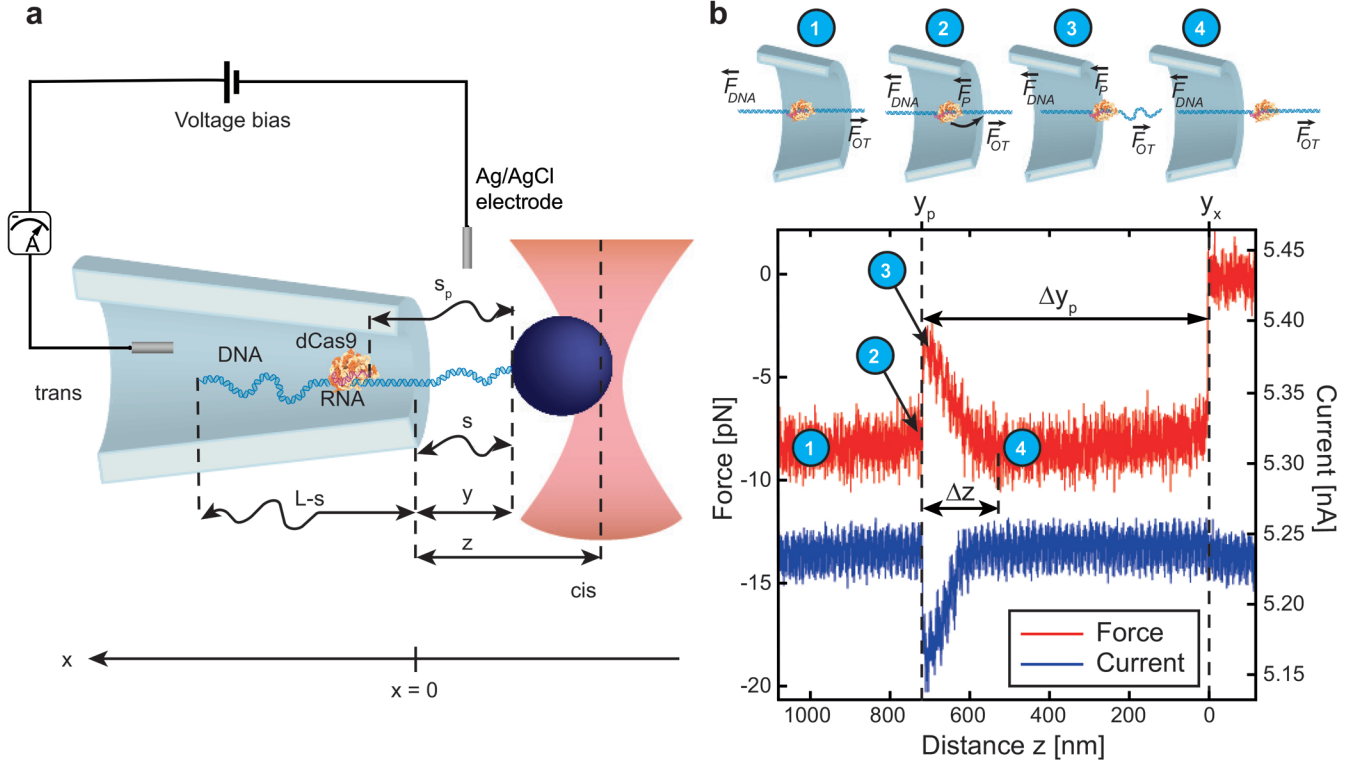 a
Voltage bias
-
A
Ag/AgCl
electrode
s_p
dCas9
DNA
RNA
trans
s
L-s
y
z
cis
x
x = 0
b
1
2
3
4
F_DNA
F_OT
F_DNA
F_P
F_OT
F_DNA
F_P
F_OT
F_DNA
F_OT
y_p
y_x
Force [pN]
0
-5
-10
-15
-20
5.45
5.40
5.35
5.30
5.25
5.20
5.15
Current [nA]
3
2
1
4
Δy_p
Δz
Force
Current
1000
800
600
400
200
0
Distance z [nm]